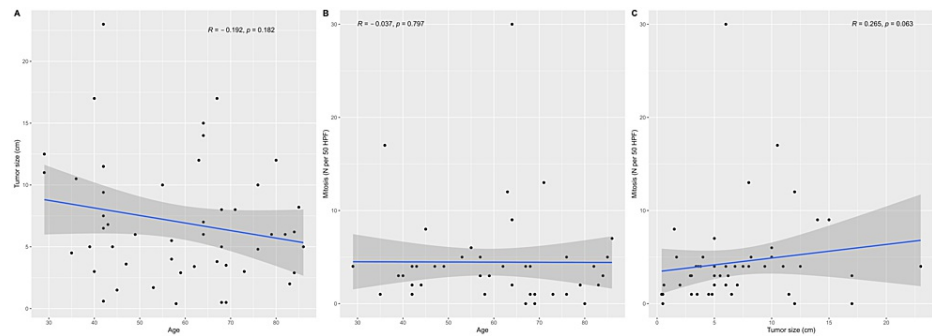 A
R = − 0.192, p = 0.182
Tumor size (cm)
20
15
10
5
0
30
40
50
60
70
80
Age
B
R = − 0.037, p = 0.797
Mitosis (N per 50 HPF)
30
20
10
0
30
40
50
60
70
80
Age
C
R = 0.265, p = 0.063
Mitosis (N per 50 HPF)
30
20
10
0
0
5
10
15
20
Tumor size (cm)